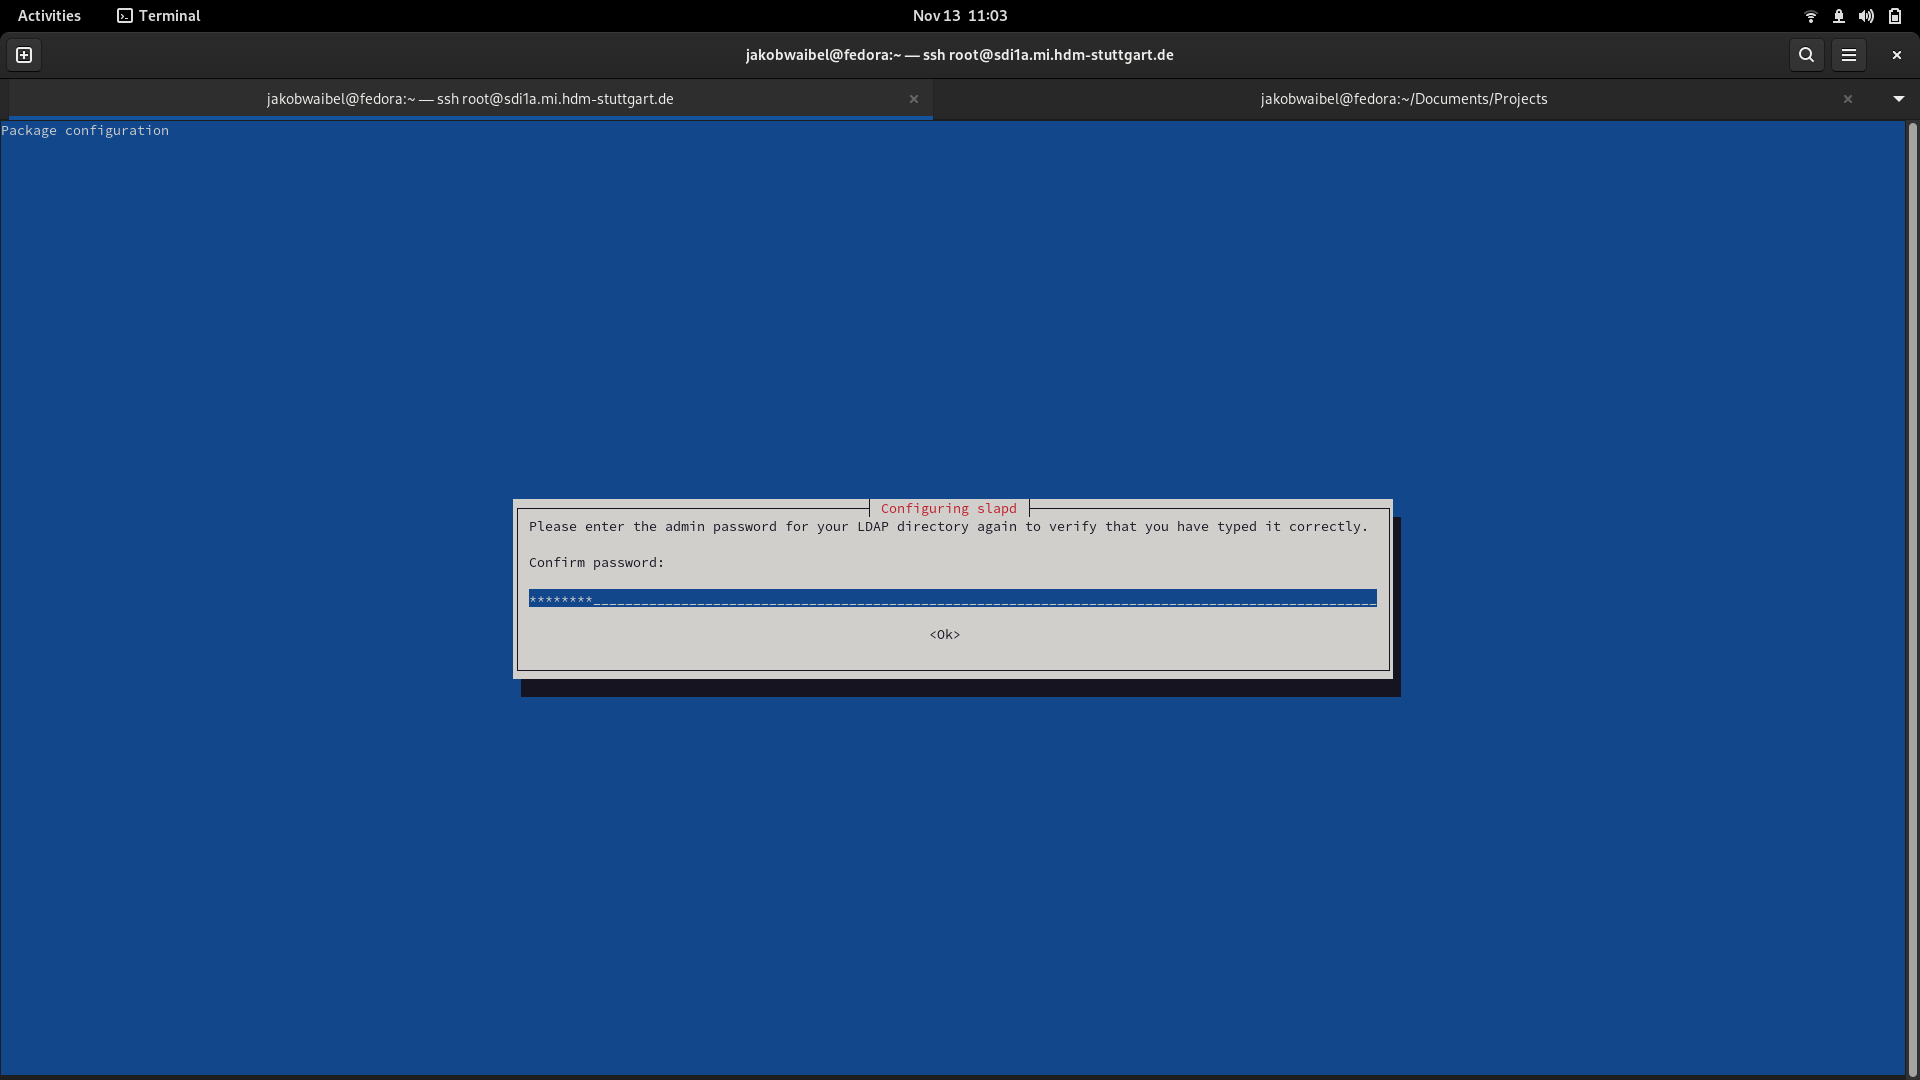 Activities Terminal Nov 13 11:03
jakobwaibel@fedora:~ — ssh root@sdi1a.mi.hdm-stuttgart.de
jakobwaibel@fedora:~ — ssh root@sdi1a.mi.hdm-stuttgart.de jakobwaibel@fedora:~/Documents/Projects
Package configuration
Configuring slapd
Please enter the admin password for your LDAP directory again to verify that you have typed it correctly.
Confirm password:
********__________________________________________________________________________________________________
<Ok>